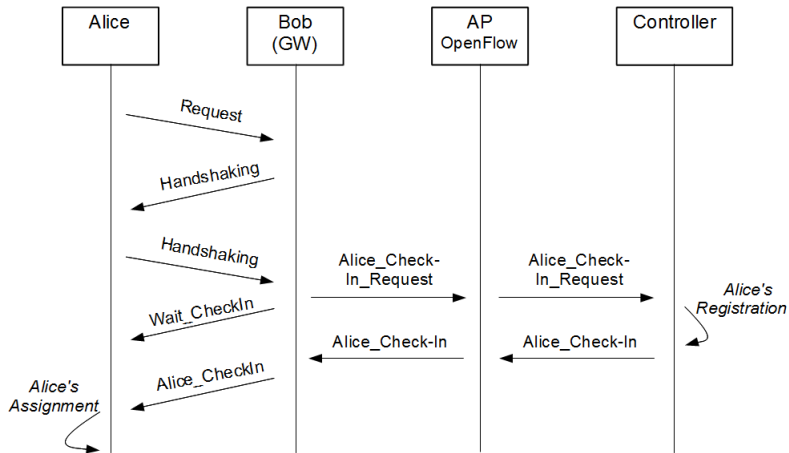 Alice
Bob
(GW)
AP
OpenFlow
Controller
Request
Handshaking
Handshaking
Alice_Check-
In_Request
Alice_Check-
In_Request
Alice's
Registration
Wait_CheckIn
Alice_Check-In
Alice_Check-In
Alice_CheckIn
Alice's
Assignment